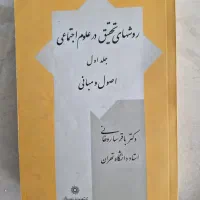 روشهای تحقیق در علوم اجتماعی
جلد اول
اصول و مبانی
دکتر باقر ساروخانی
استاد دانشگاه تهران